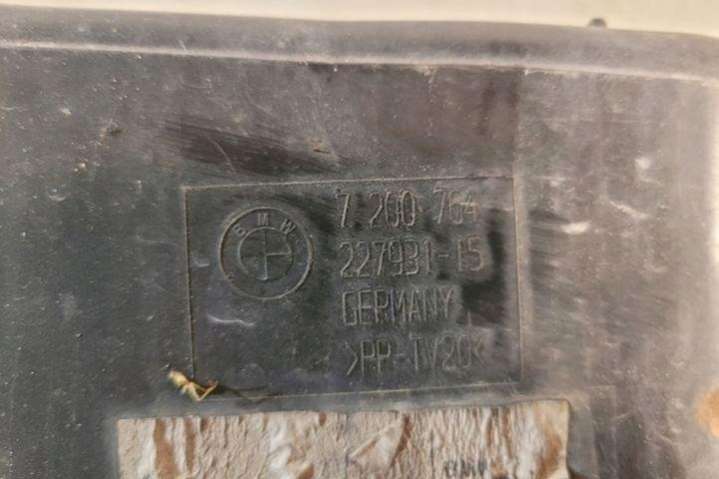 BMW
7 200 764
227931-15
GERMANY
>PP-TV20<